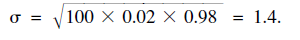 σ = √100 × 0.02 × 0.98 = 1.4.